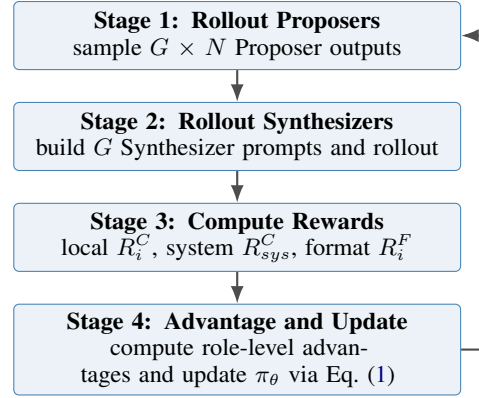 Stage 1: Rollout Proposers
sample G × N Proposer outputs
Stage 2: Rollout Synthesizers
build G Synthesizer prompts and rollout
Stage 3: Compute Rewards
local R_i^C, system R_{sys}^C, format R_i^F
Stage 4: Advantage and Update
compute role-level advan-
tages and update π_θ via Eq. (1)